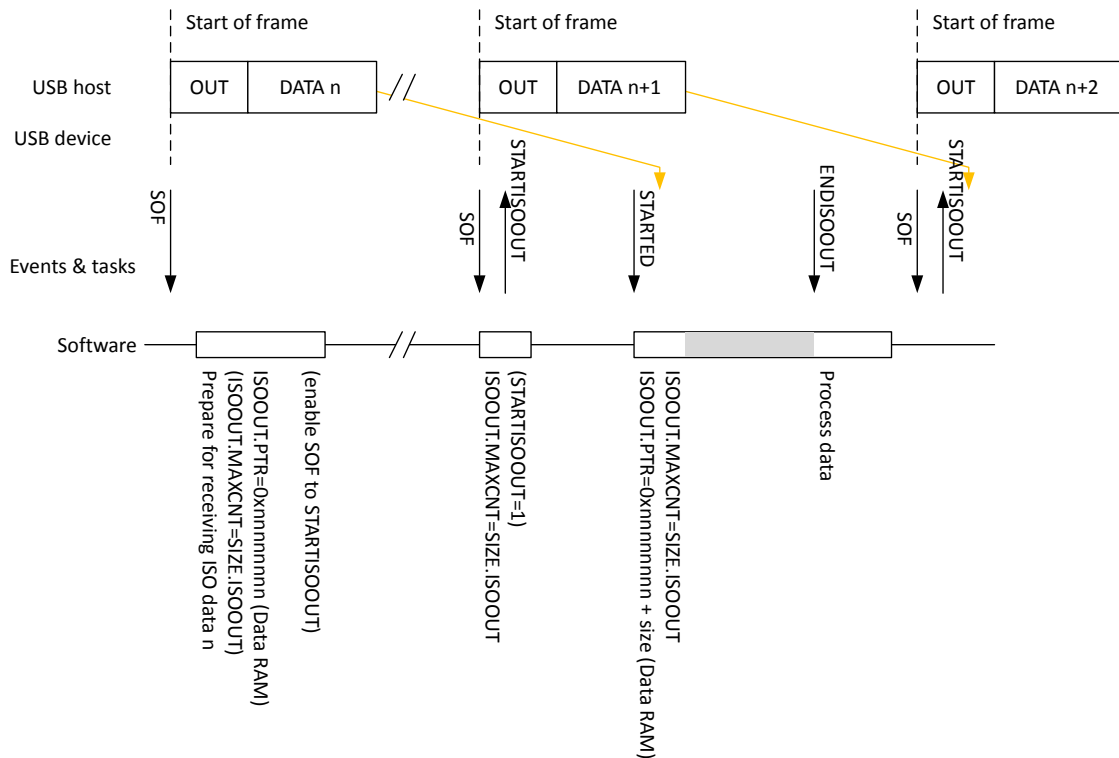 Start of frame
Start of frame
Start of frame
USB host
OUT
DATA n
OUT
DATA n+1
OUT
DATA n+2
USB device
SOF
SOF
STARTISOOUT
STARTED
ENDISOOUT
SOF
STARTISOOUT
Events & tasks
Software
(enable SOF to STARTISOOUT)
ISOOUT.PTR=0xnnnnnnnn (Data RAM)
(ISOOUT.MAXCNT=SIZE.ISOOUT)
Prepare for receiving ISO data n
(STARTISOOUT=1)
ISOOUT.MAXCNT=SIZE.ISOOUT
ISOOUT.MAXCNT=SIZE.ISOOUT
ISOOUT.PTR=0xnnnnnnnn + size (Data RAM)
Process data